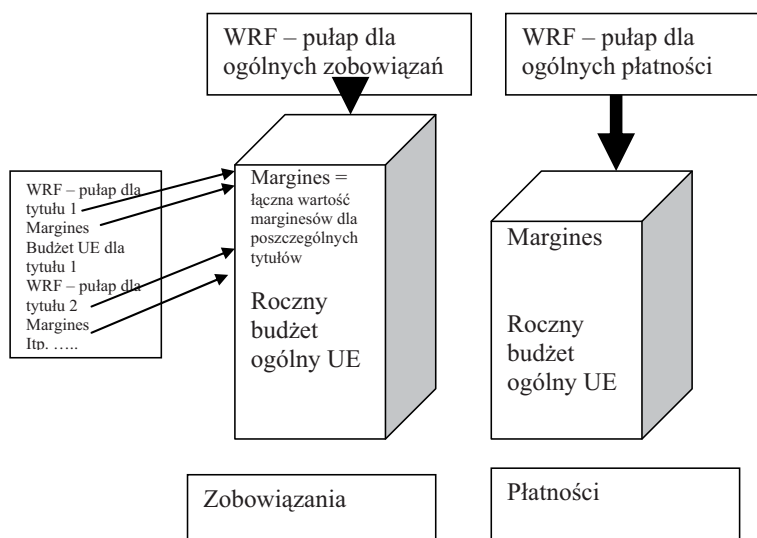 WRF – pułap dla
ogólnych zobowiązań
WRF – pułap dla
ogólnych płatności
WRF – pułap dla
tytułu 1
Margines
Budżet UE dla
tytułu 1
WRF – pułap dla
tytułu 2
Margines
Itp. …..
Margines =
łączna wartość
marginesów dla
poszczególnych
tytułów
Roczny
budżet
ogólny UE
Margines
Roczny
budżet
ogólny UE
Zobowiązania
Płatności